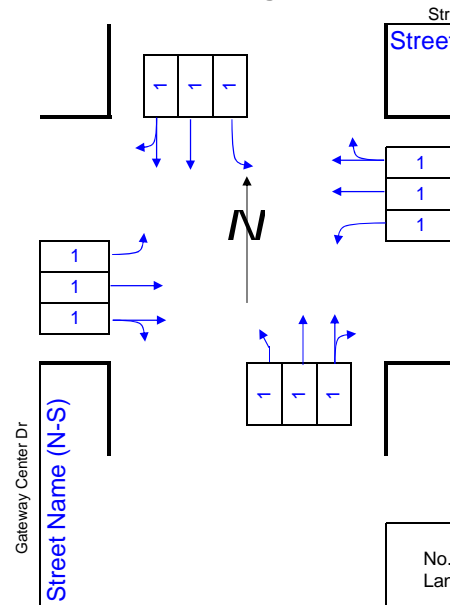 Str
Street
1 1 1
1
1
1
N
1
1
1
1 1 1
Gateway Center Dr
Street Name (N-S)
No.
Lan